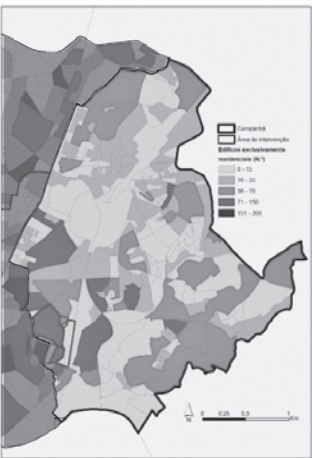 Campanhã
Área de intervenção
Edifícios exclusivamente
residenciais (N.º)
0 - 15
16 - 35
36 - 70
71 - 150
151 - 300
N
0 0.25 0.5 1
Km